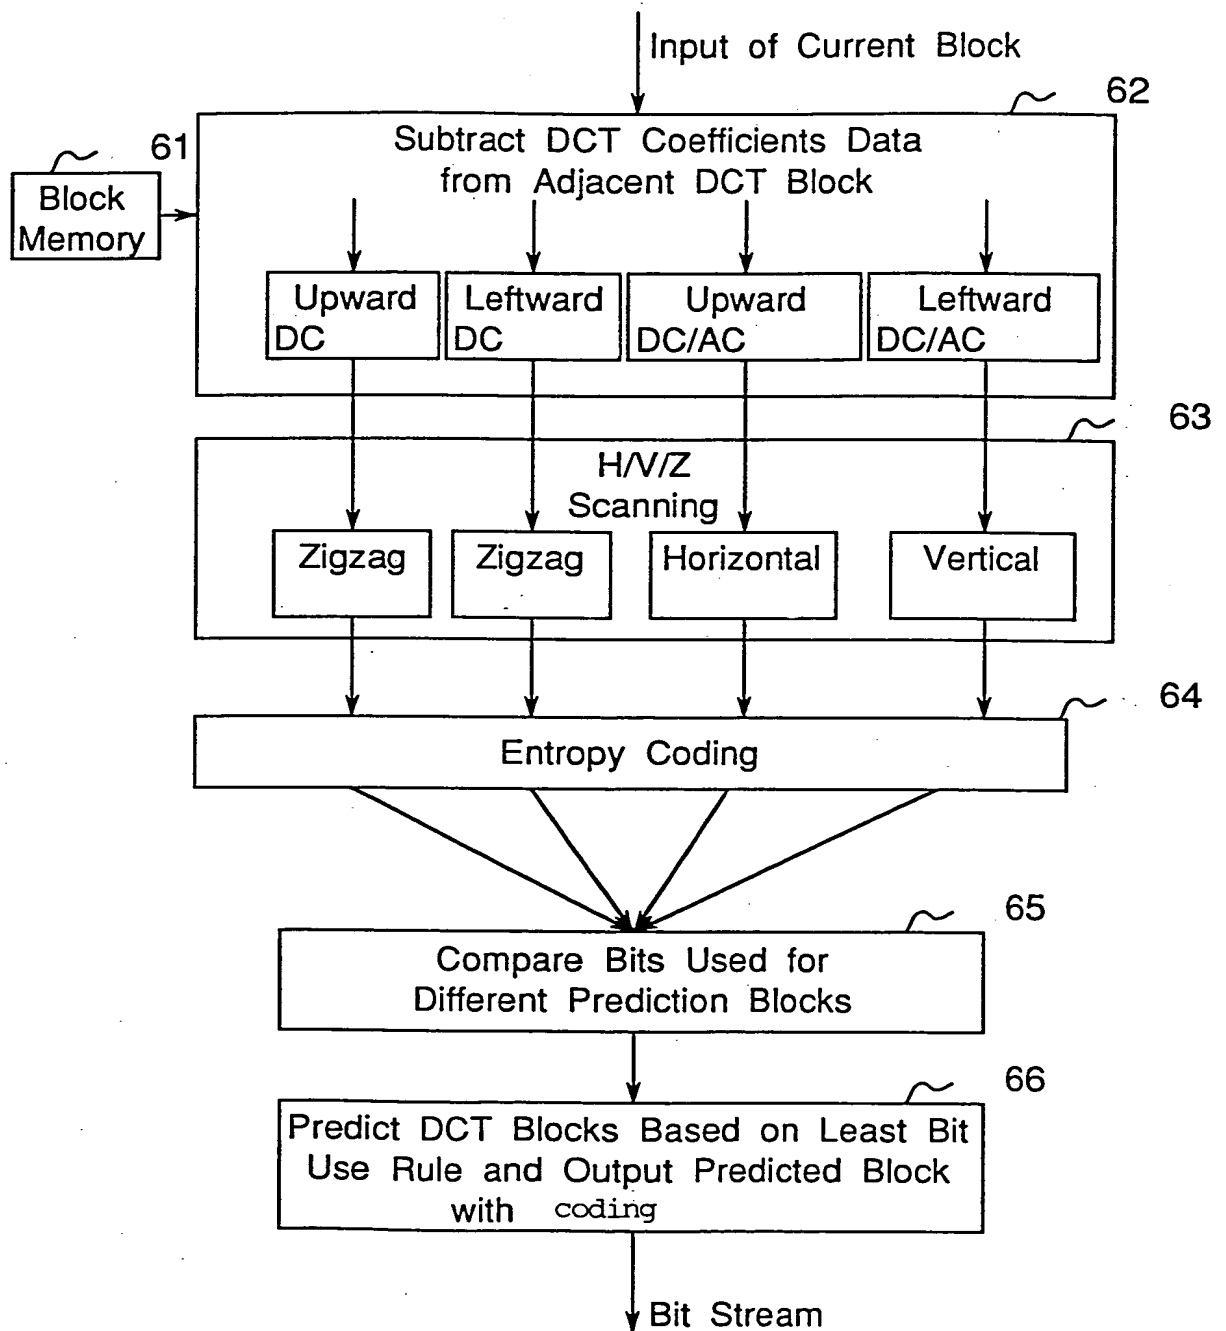 Input of Current Block
62
Subtract DCT Coefficients Data
from Adjacent DCT Block
61
Block
Memory
Upward
DC
Leftward
DC
Upward
DC/AC
Leftward
DC/AC
63
H/V/Z
Scanning
Zigzag
Zigzag
Horizontal
Vertical
64
Entropy Coding
65
Compare Bits Used for
Different Prediction Blocks
66
Predict DCT Blocks Based on Least Bit
Use Rule and Output Predicted Block
with coding
Bit Stream